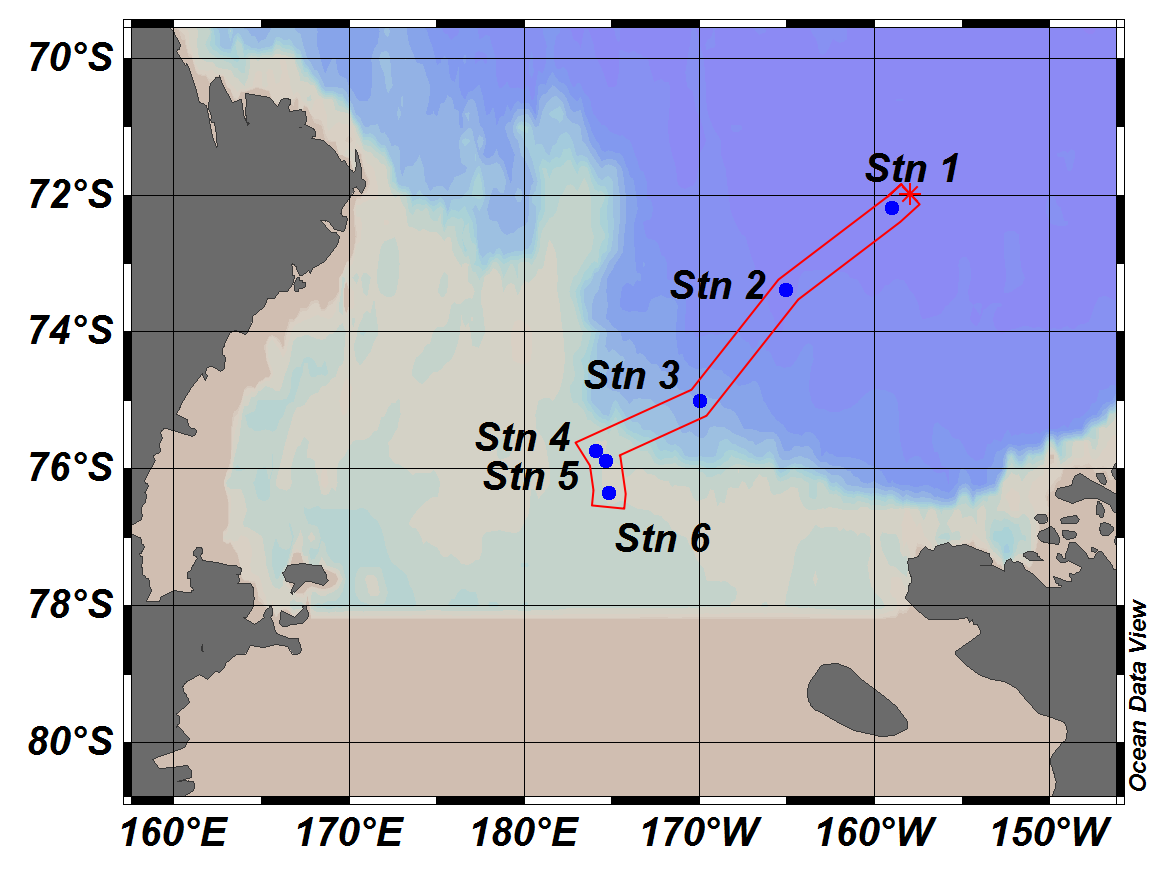 70°S
72°S
74°S
76°S
78°S
80°S
Stn 1
Stn 2
Stn 3
Stn 4
Stn 5
Stn 6
160°E 170°E 180°E 170°W 160°W 150°W
Ocean Data View